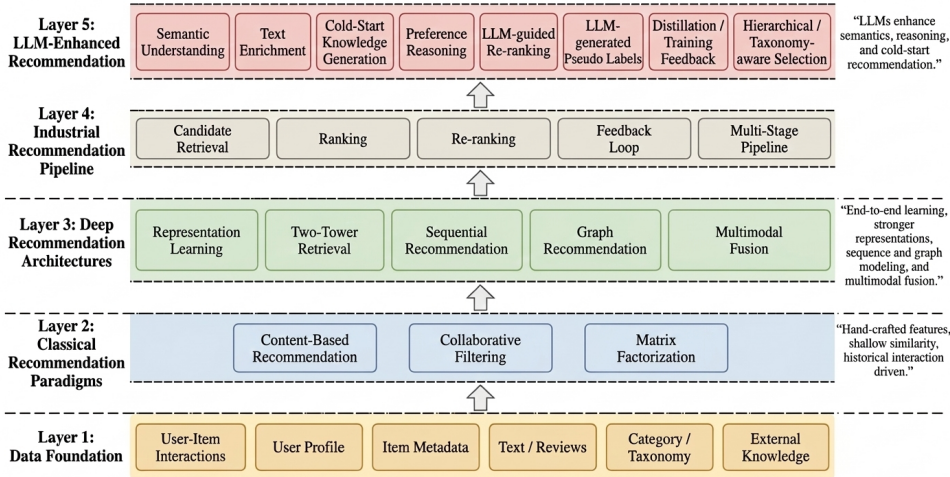 Layer 5:
LLM-Enhanced
Recommendation
Semantic
Understanding
Text
Enrichment
Cold-Start
Knowledge
Generation
Preference
Reasoning
LLM-guided
Re-ranking
LLM-
generated
Pseudo Labels
Distillation /
Training
Feedback
Hierarchical /
Taxonomy-
aware Selection
“LLMs enhance
semantics, reasoning,
and cold-start
recommendation.”
Layer 4:
Industrial
Recommendation
Pipeline
Candidate
Retrieval
Ranking
Re-ranking
Feedback
Loop
Multi-Stage
Pipeline
Layer 3: Deep
Recommendation
Architectures
Representation
Learning
Two-Tower
Retrieval
Sequential
Recommendation
Graph
Recommendation
Multimodal
Fusion
“End-to-end learning,
stronger
representations,
sequence and graph
modeling, and
multimodal fusion.”
Layer 2:
Classical
Recommendation
Paradigms
Content-Based
Recommendation
Collaborative
Filtering
Matrix
Factorization
“Hand-crafted features,
shallow similarity,
historical interaction
driven.”
Layer 1:
Data Foundation
User-Item
Interactions
User Profile
Item Metadata
Text / Reviews
Category /
Taxonomy
External
Knowledge